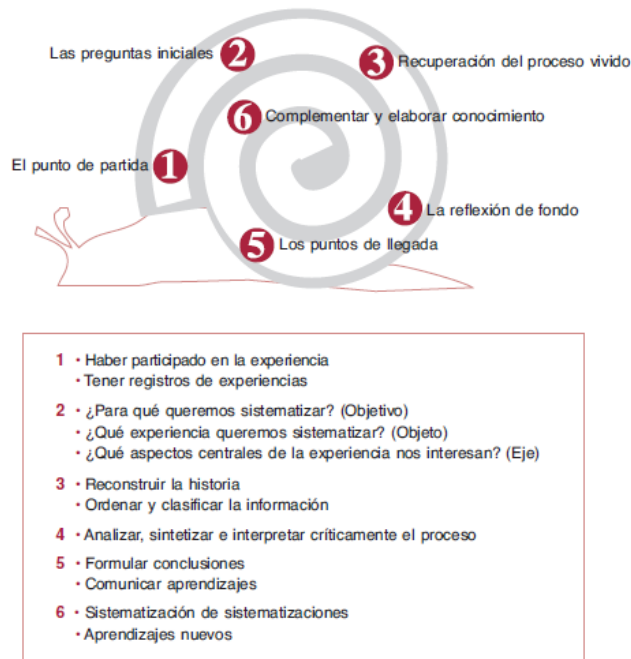 Las preguntas iniciales 2
3 Recuperación del proceso vivido
6 Complementar y elaborar conocimiento
El punto de partida 1
4 La reflexión de fondo
5 Los puntos de llegada
1 • Haber participado en la experiencia
• Tener registros de experiencias
2 • ¿Para qué queremos sistematizar? (Objetivo)
• ¿Qué experiencia queremos sistematizar? (Objeto)
• ¿Qué aspectos centrales de la experiencia nos interesan? (Eje)
3 • Reconstruir la historia
• Ordenar y clasificar la información
4 • Analizar, sintetizar e interpretar críticamente el proceso
5 • Formular conclusiones
• Comunicar aprendizajes
6 • Sistematización de sistematizaciones
• Aprendizajes nuevos